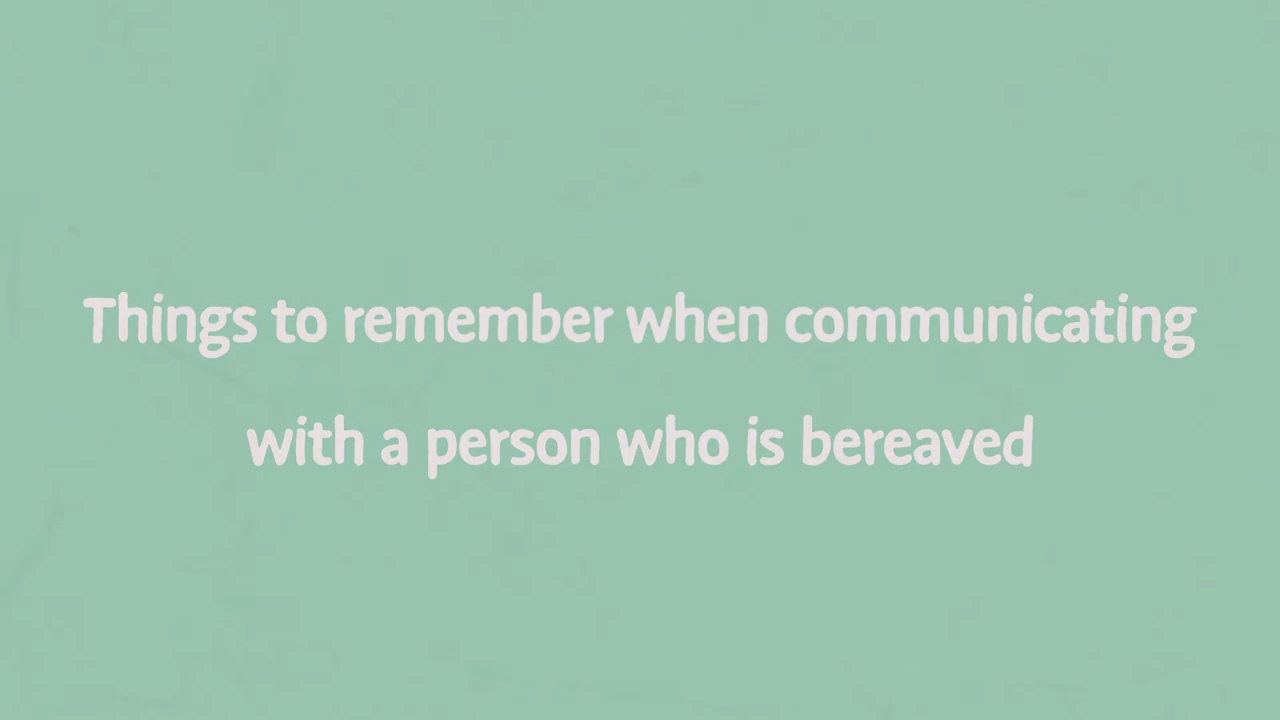 Things to remember when communicating
with a person who is bereaved